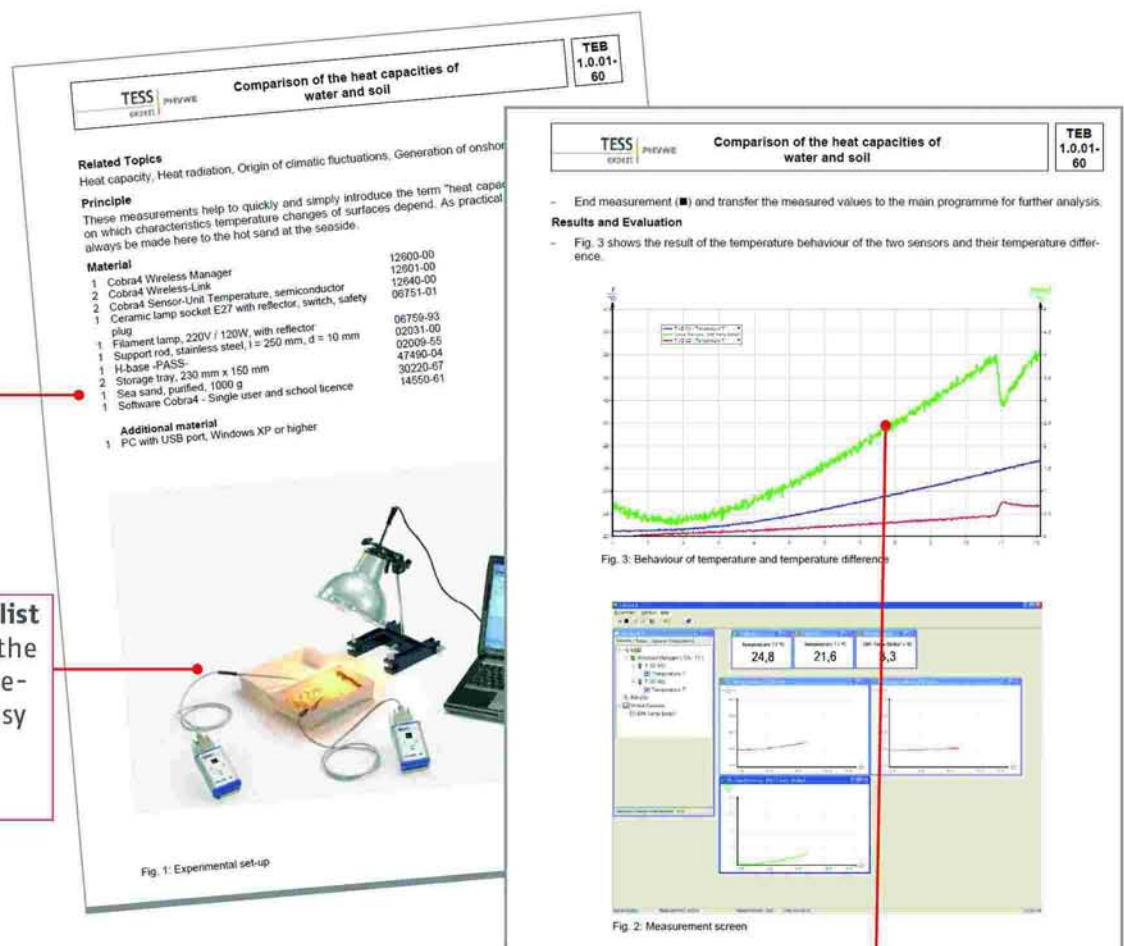 TESS
PHYWE
Comparison of the heat capacities of
water and soil
TEB
1.0.01-
60
Related Topics
Heat capacity, Heat radiation, Origin of climatic fluctuations, Generation of onshor
Principle
These measurements help to quickly and simply introduce the term "heat capac
on which characteristics temperature changes of surfaces depend. As practical
always be made here to the hot sand at the seaside.
Material
1 Cobra4 Wireless Manager 12600-00
2 Cobra4 Wireless-Link 12601-00
2 Cobra4 Sensor-Unit Temperature, semiconductor 12640-00
1 Ceramic lamp socket E27 with reflector, switch, safety 06751-01
plug
1 Filament lamp, 220V / 120W, with reflector 06759-93
1 Support rod, stainless steel, l = 250 mm, d = 10 mm 02031-00
1 H-base -PASS- 02009-55
2 Storage tray, 230 mm x 150 mm 47490-04
1 Sea sand, purified, 1000 g 30220-67
1 Software Cobra4 - Single user and school licence 14550-61
Additional material
1 PC with USB port, Windows XP or higher
Fig. 1: Experimental set-up
list
the
e-
sy
TESS
PHYWE
Comparison of the heat capacities of
water and soil
TEB
1.0.01-
60
- End measurement (■) and transfer the measured values to the main programme for further analysis.
Results and Evaluation
- Fig. 3 shows the result of the temperature behaviour of the two sensors and their temperature differ-
ence.
Fig. 3: Behaviour of temperature and temperature difference
24,8
21,6
3,3
Fig. 2: Measurement screen